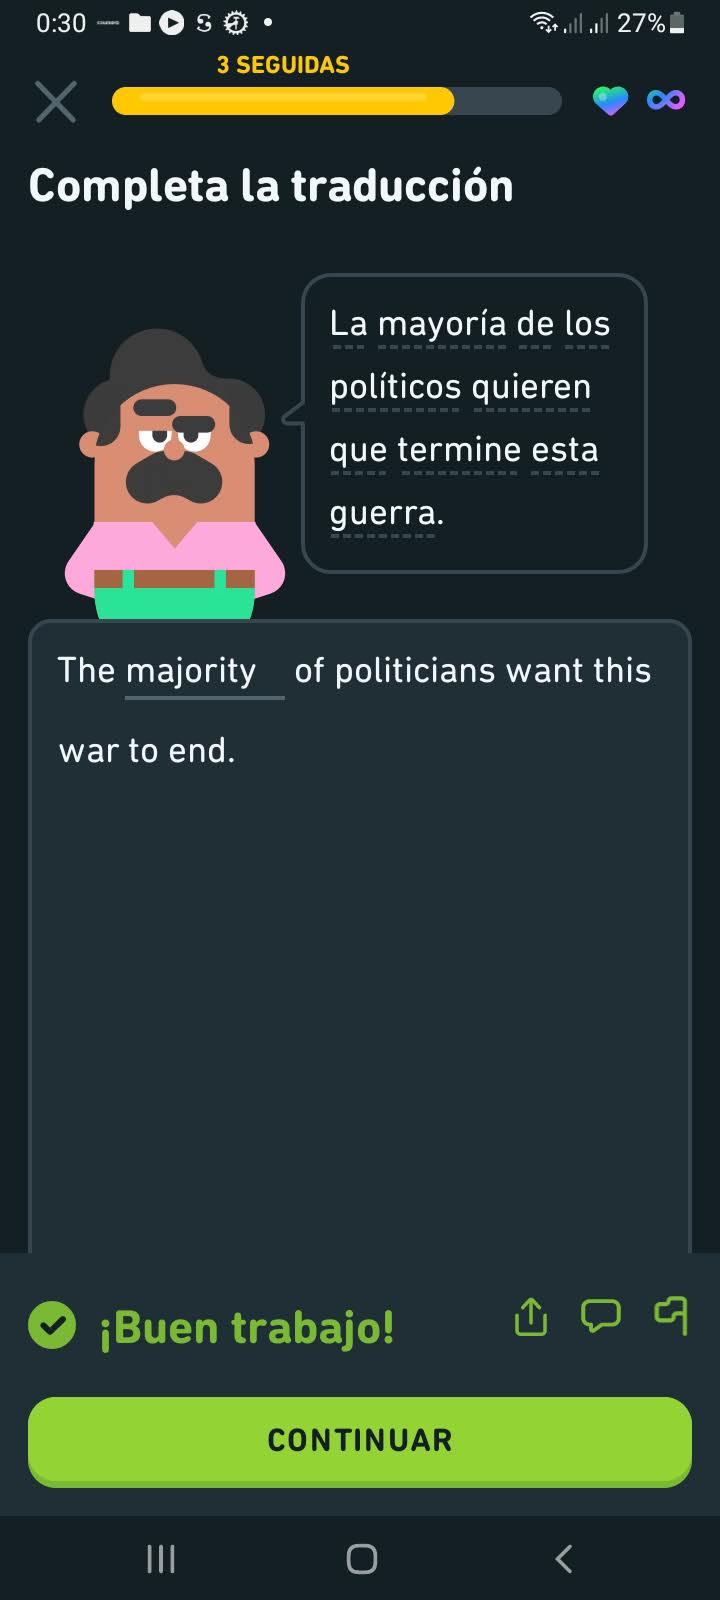 0:30
27%
3 SEGUIDAS
Completa la traducción
La mayoría de los
políticos quieren
que termine esta
guerra.
The majority of politicians want this
war to end.
¡Buen trabajo!
CONTINUAR